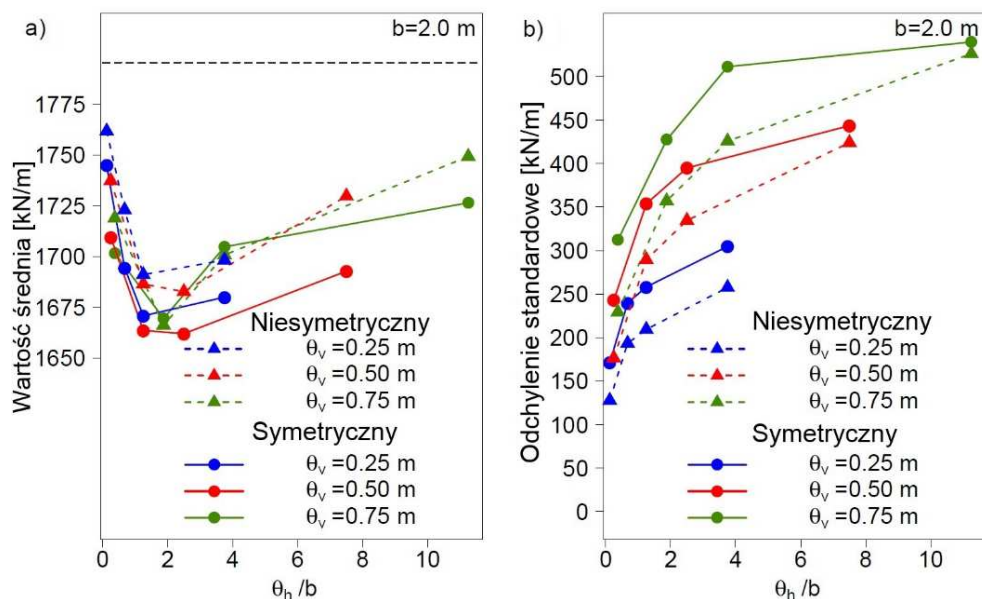 a)
b=2.0 m
Wartość średnia [kN/m]
1775
1750
1725
1700
1675
1650
Niesymetryczny
θv=0.25 m
θv=0.50 m
θv=0.75 m
Symetryczny
θv=0.25 m
θv=0.50 m
θv=0.75 m
0 2 4 6 8 10
θh /b
b)
b=2.0 m
Odchylenie standardowe [kN/m]
500
450
400
350
300
250
200
150
100
50
0
Niesymetryczny
θv=0.25 m
θv=0.50 m
θv=0.75 m
Symetryczny
θv=0.25 m
θv=0.50 m
θv=0.75 m
0 2 4 6 8 10
θh /b